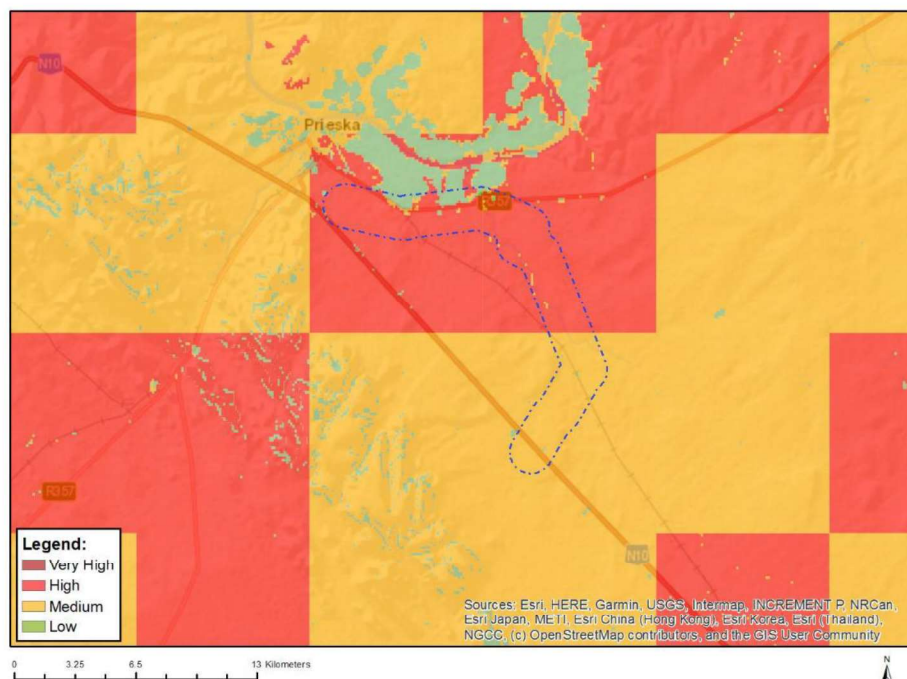 N10
Prieska
R357
R357
N10
Legend:
Very High
High
Medium
Low
Sources: Esri, HERE, Garmin, USGS, Intermap, INCREMENT P, NRCan,
Esri Japan, METI, Esri China (Hong Kong), Esri Korea, Esri (Thailand),
NGCC, (c) OpenStreetMap contributors, and the GIS User Community
0 3.25 6.5 13 Kilometers
N